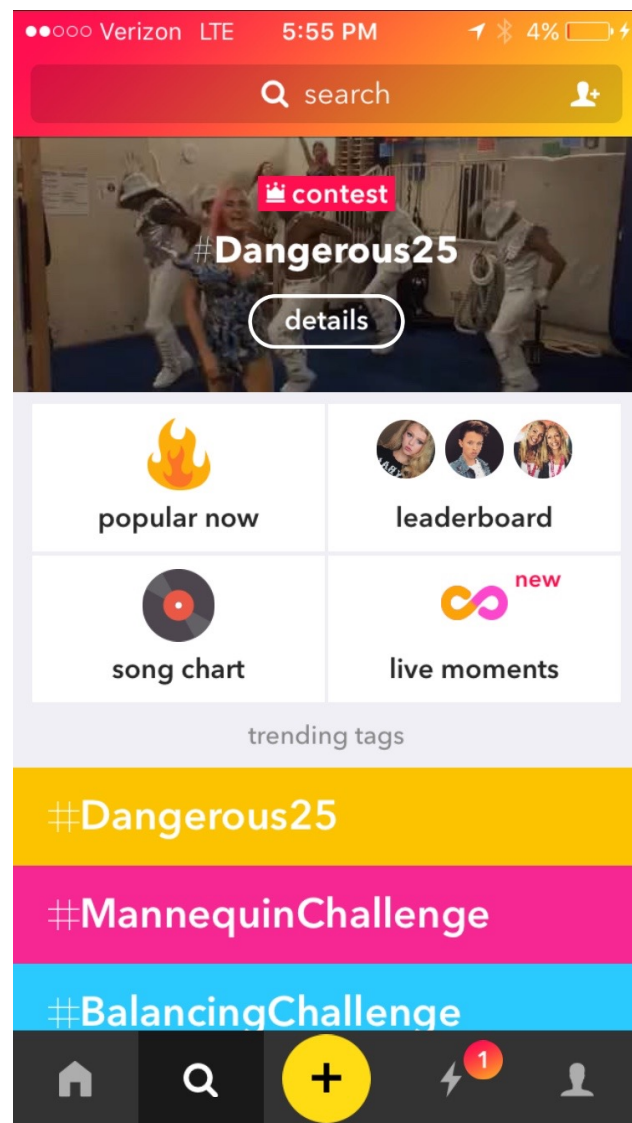 Verizon LTE 5:55 PM 4%
search
contest
#Dangerous25
details
popular now
leaderboard
song chart
new
live moments
trending tags
#Dangerous25
#MannequinChallenge
#BalancingChallenge
1